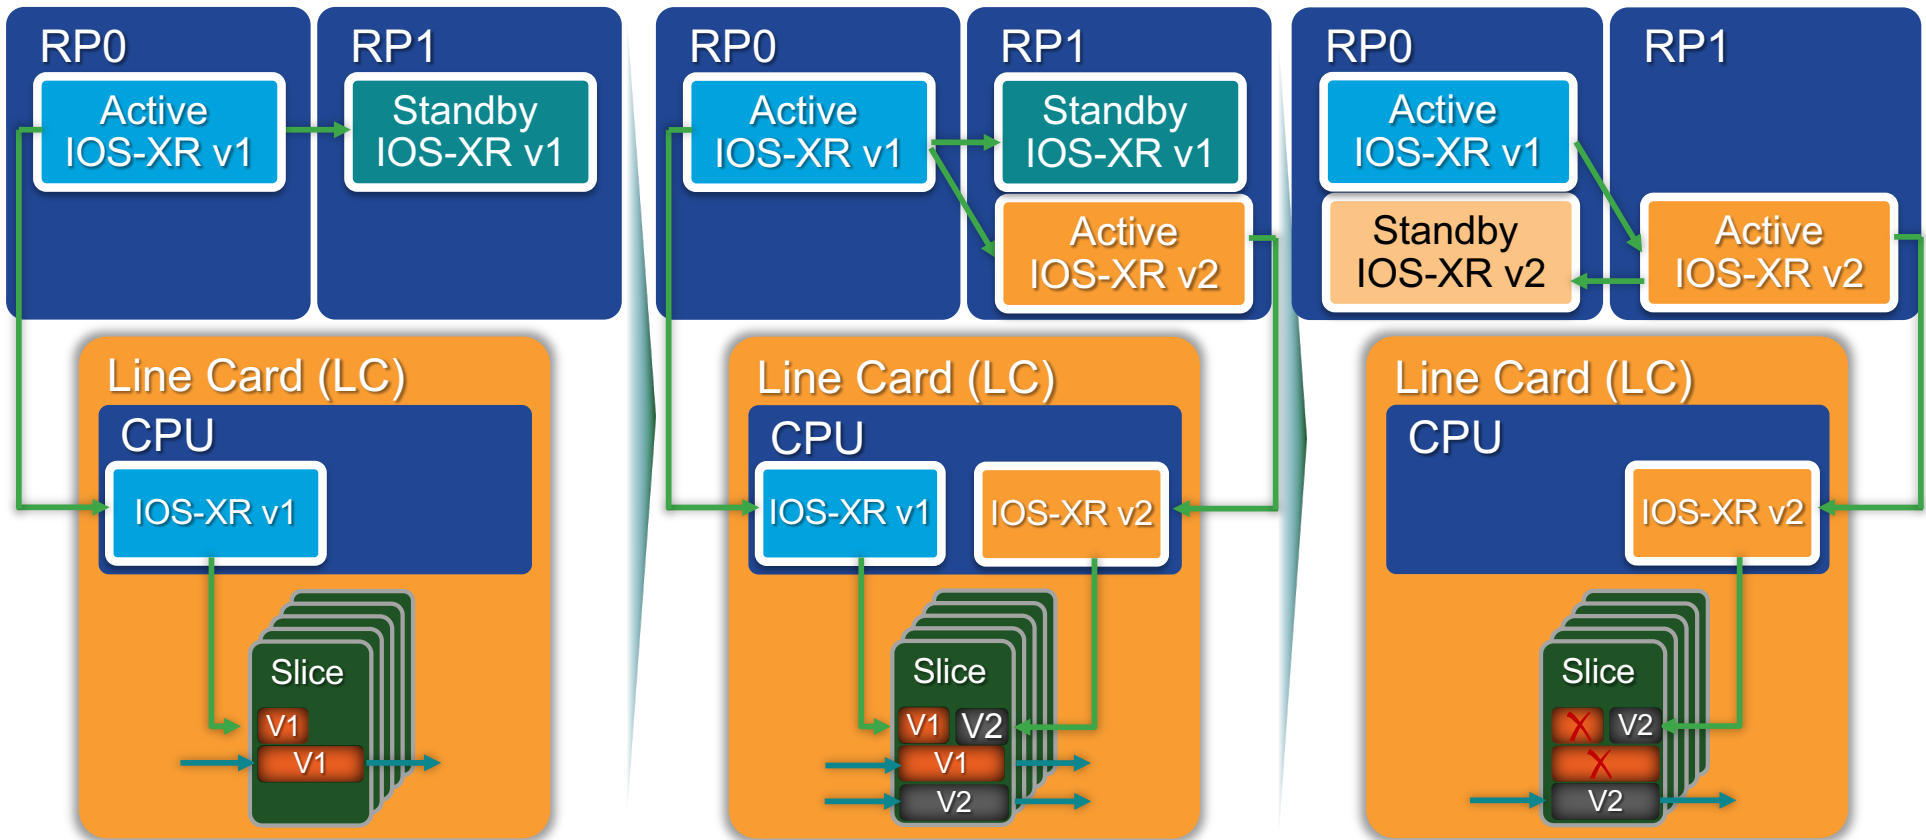 RP0
RP1
Active
IOS-XR v1
Standby
IOS-XR v1
Line Card (LC)
CPU
IOS-XR v1
Slice
V1
V1
RP0
RP1
Active
IOS-XR v1
Standby
IOS-XR v1
Active
IOS-XR v2
Line Card (LC)
CPU
IOS-XR v1
IOS-XR v2
Slice
V1
V2
V1
V2
RP0
RP1
Active
IOS-XR v1
Standby
IOS-XR v2
Active
IOS-XR v2
Line Card (LC)
CPU
IOS-XR v2
Slice
X
V2
X
V2